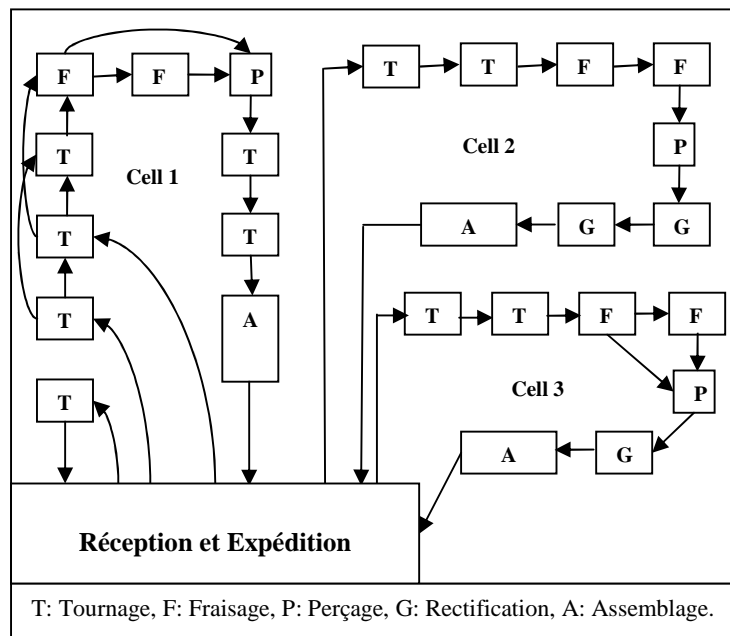 F F P T T F F
T Cell 1 T Cell 2 P
T T A G G
T A T T F F
T Cell 3 P
A G
Réception et Expédition
T: Tournage, F: Fraisage, P: Perçage, G: Rectification, A: Assemblage.